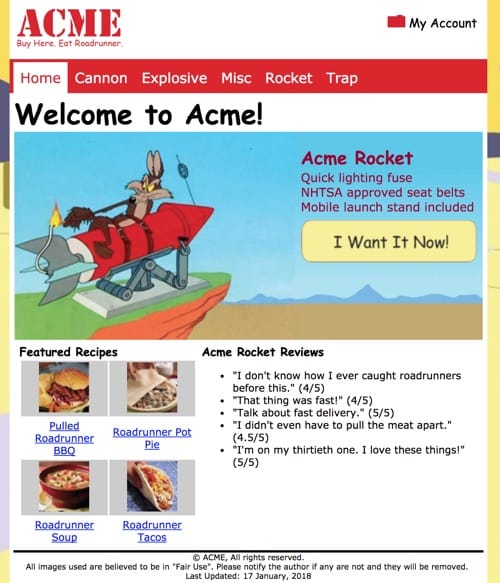 ACME
Buy Here. Eat Roadrunner.
My Account
Home Cannon Explosive Misc Rocket Trap
Welcome to Acme!
Acme Rocket
Quick lighting fuse
NHTSA approved seat belts
Mobile launch stand included
I Want It Now!
Featured Recipes
Pulled
Roadrunner
BBQ
Roadrunner Pot
Pie
Roadrunner
Soup
Roadrunner
Tacos
Acme Rocket Reviews
• "I don't know how I ever caught roadrunners
before this." (4/5)
• "That thing was fast!" (4/5)
• "Talk about fast delivery." (5/5)
• "I didn't even have to pull the meat apart."
(4.5/5)
• "I'm on my thirtieth one. I love these things!"
(5/5)
© ACME, All rights reserved.
All images used are believed to be in "Fair Use". Please notify the author if any are not and they will be removed.
Last Updated: 17 January, 2018